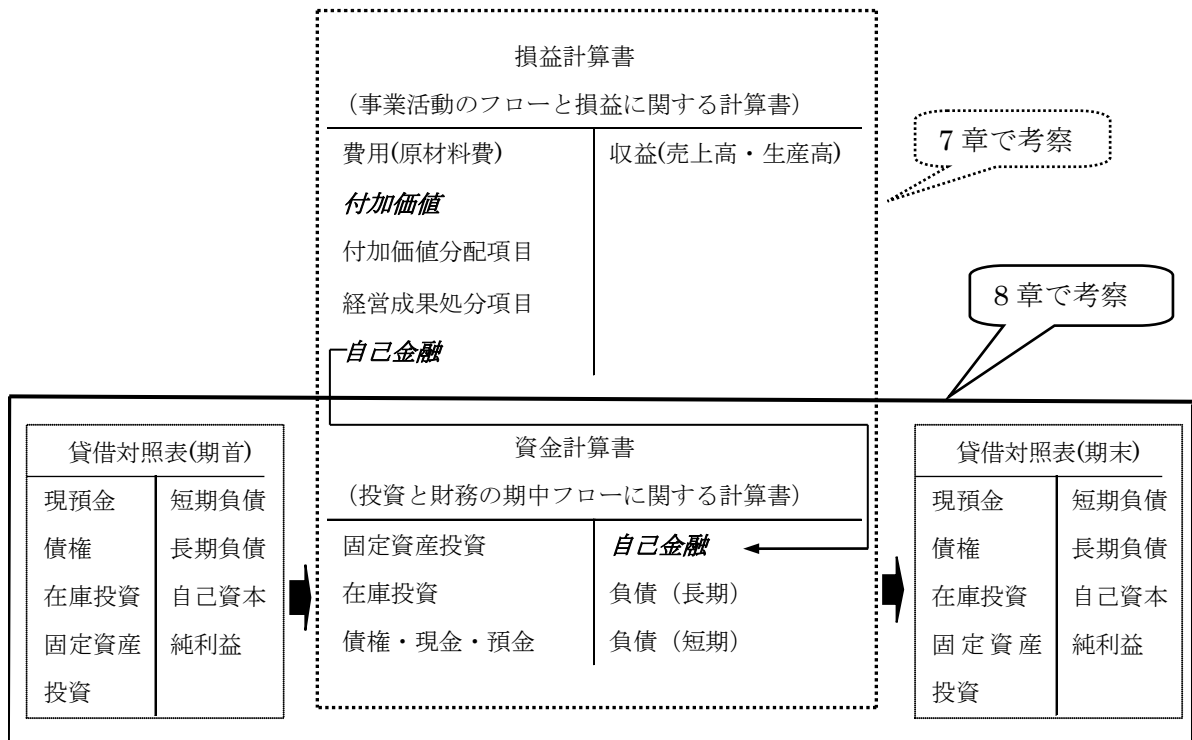 損益計算書
（事業活動のフローと損益に関する計算書）
費用(原材料費)
付加価値
付加価値分配項目
経営成果処分項目
自己金融
収益(売上高・生産高)
7 章で考察
8 章で考察
貸借対照表(期首)
現預金
債権
在庫投資
固定資産
投資
短期負債
長期負債
自己資本
純利益
資金計算書
（投資と財務の期中フローに関する計算書）
固定資産投資
在庫投資
債権・現金・預金
自己金融
負債（長期）
負債（短期）
貸借対照表(期末)
現預金
債権
在庫投資
固定資産
投資
短期負債
長期負債
自己資本
純利益